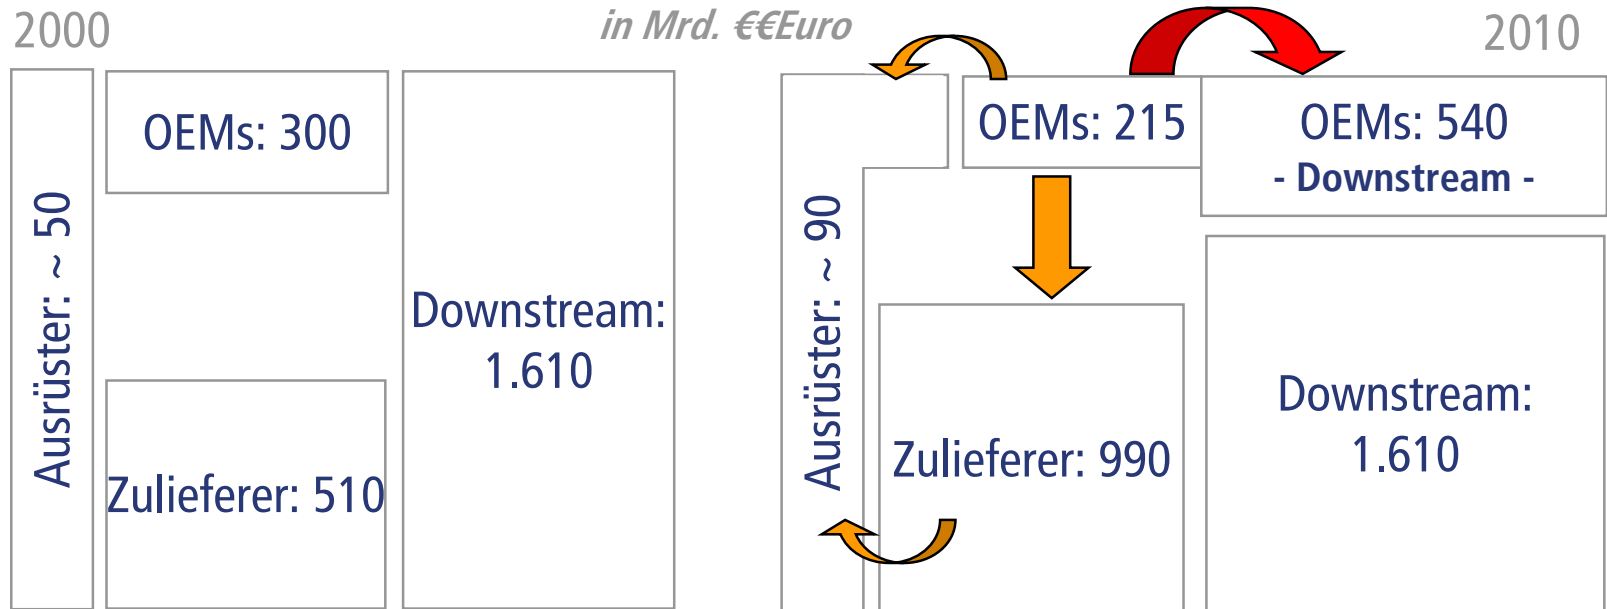 2000
in Mrd. €€Euro
2010
Ausrüster: ~ 50
OEMs: 300
Zulieferer: 510
Downstream:
1.610
Ausrüster: ~ 90
OEMs: 215
OEMs: 540
- Downstream -
Zulieferer: 990
Downstream:
1.610